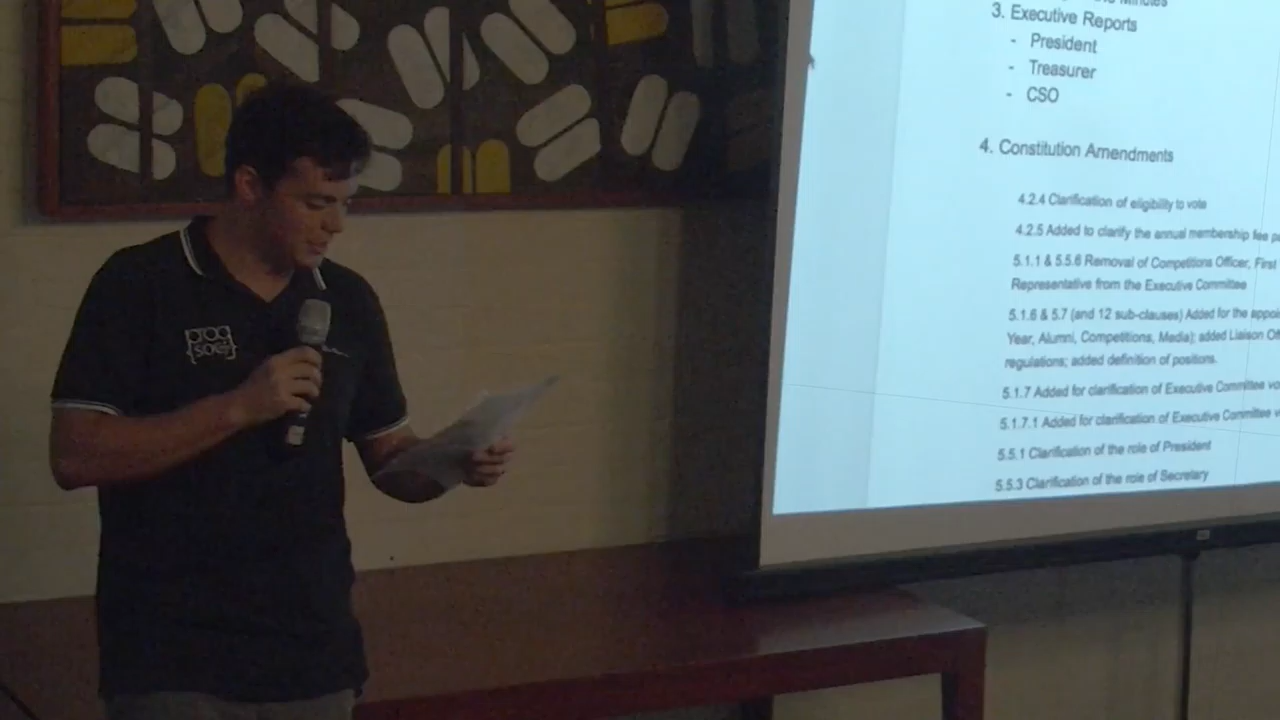 prog
{soc}
Minutes
3. Executive Reports
- President
- Treasurer
- CSO
4. Constitution Amendments
4.2.4 Clarification of eligibility to vote
4.2.5 Added to clarify the annual membership fee
5.1.1 & 5.5.6 Removal of Competitions Officer, First
Representative from the Executive Committee
5.1.6 & 5.7 (and 12 sub-clauses) Added for the
Year, Alumni, Competitions, Media); added Liaison
regulations; added definition of positions.
5.1.7 Added for clarification of Executive Committee
5.1.7.1 Added for clarification of Executive Committee
5.5.1 Clarification of the role of President
5.5.3 Clarification of the role of Secretary